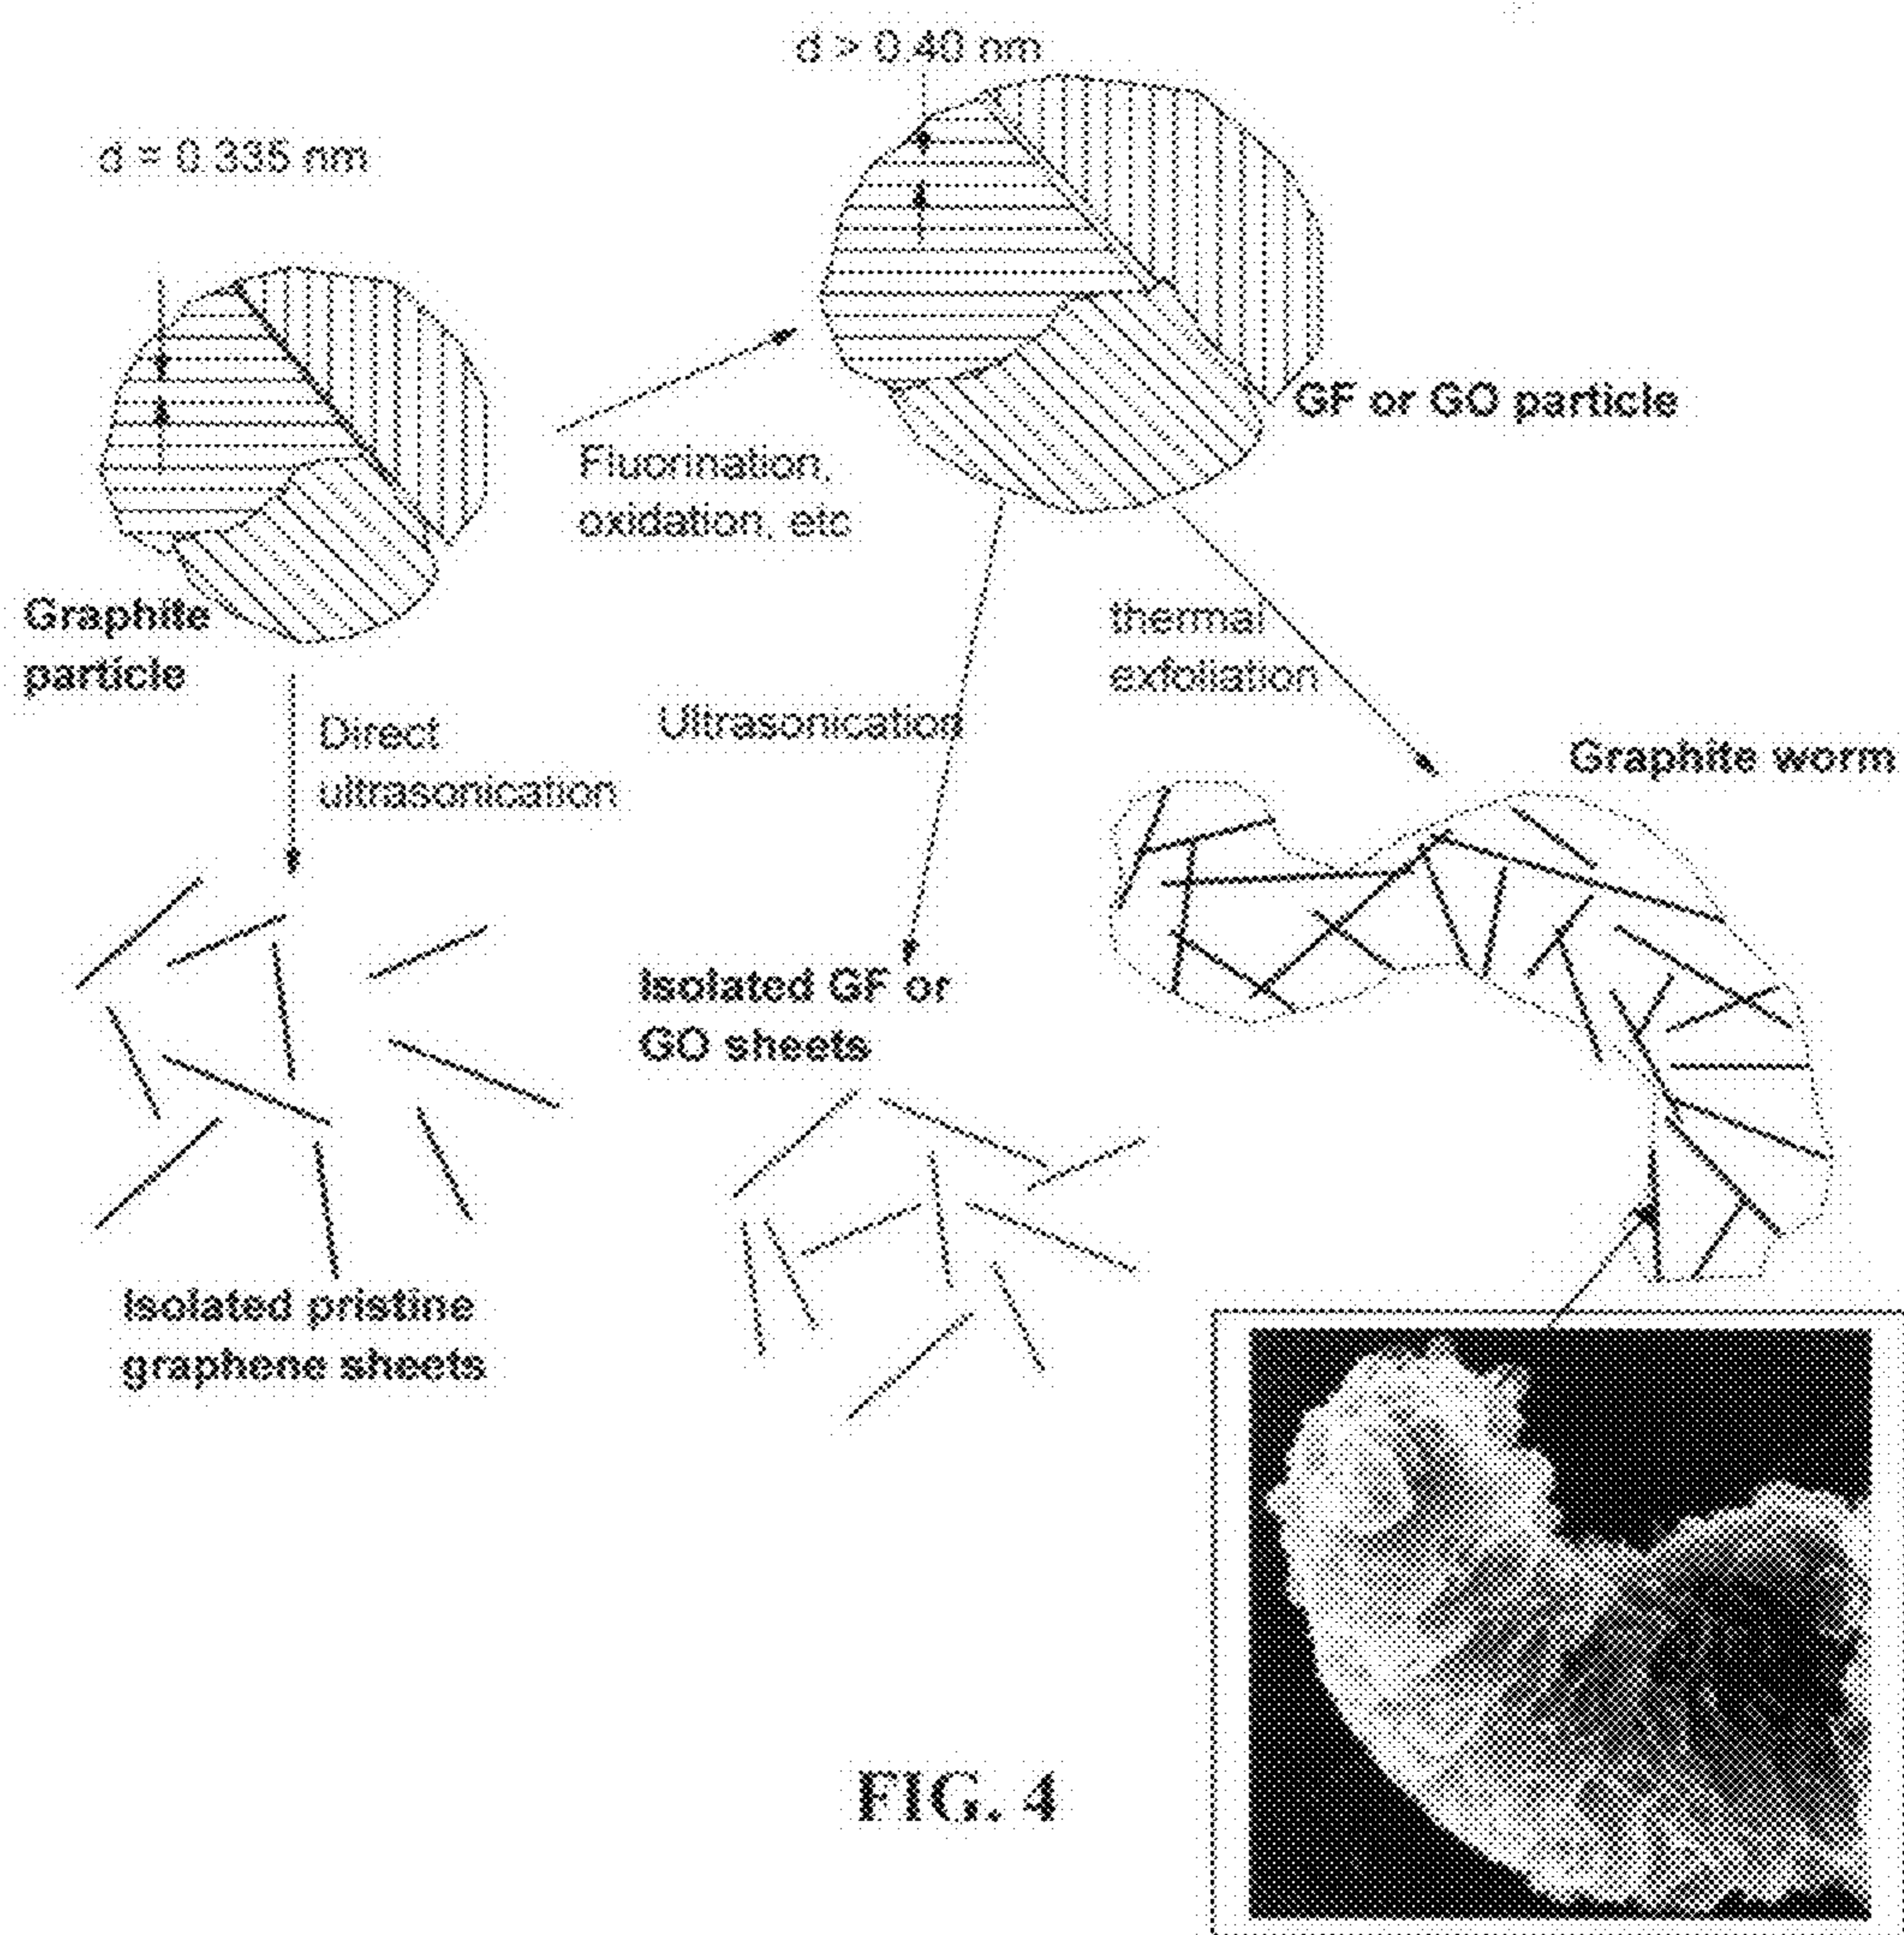 d > 0.40 nm
d = 0.335 nm
GF or GO particle
Fluorination,
oxidation, etc
Graphite
particle
thermal
exfoliation
Direct
ultrasonication
Ultrasonication
Graphite worm
Isolated GF or
GO sheets
Isolated pristine
graphene sheets
FIG. 4